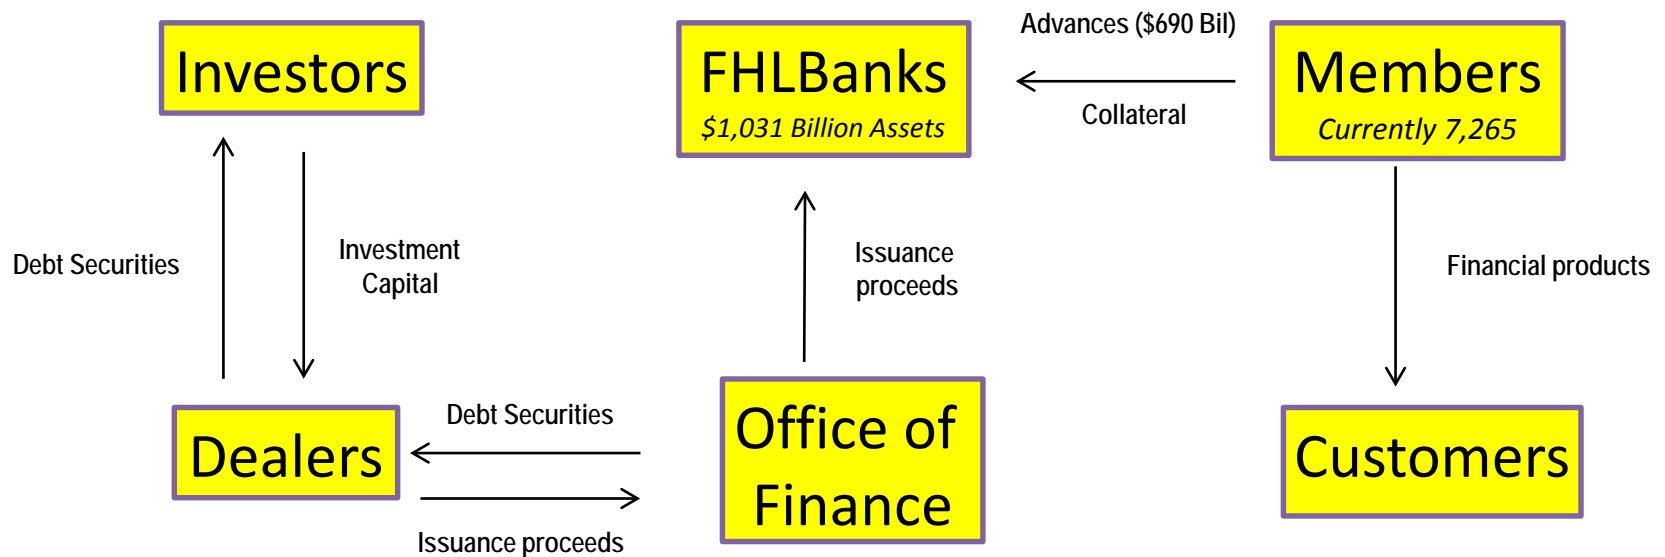 Advances ($690 Bil)
Investors
FHLBanks
$1,031 Billion Assets
Members
Currently 7,265
Collateral
Debt Securities
Investment
Capital
Issuance
proceeds
Financial products
Dealers
Debt Securities
Issuance proceeds
Office of
Finance
Customers